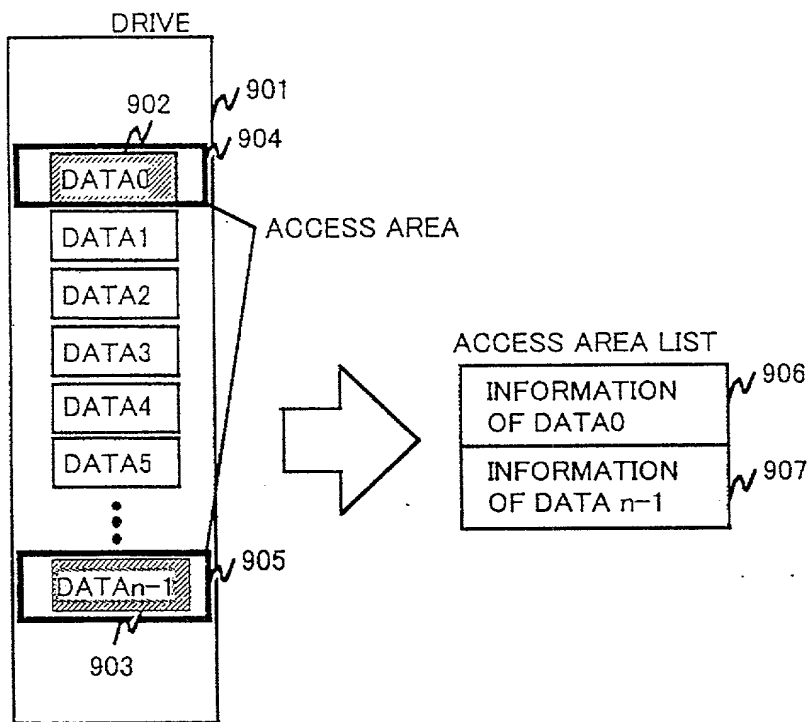 DRIVE
901
902
904
DATA0
DATA1
ACCESS AREA
DATA2
DATA3
DATA4
DATA5
ACCESS AREA LIST
INFORMATION
OF DATA0
906
INFORMATION
OF DATA n-1
907
905
DATAn-1
903